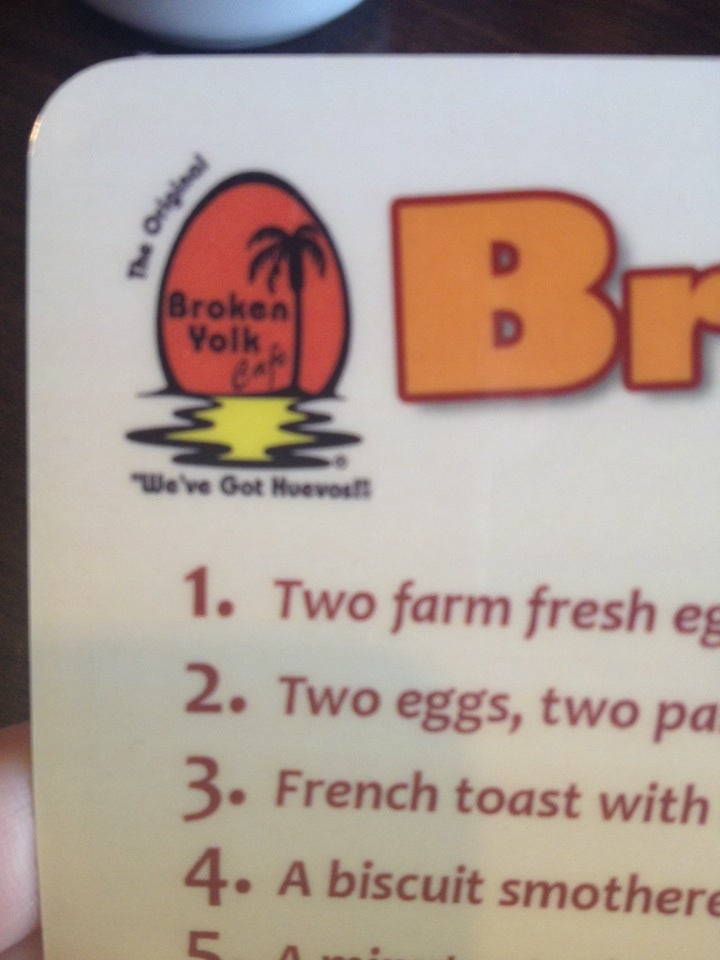 The Original
Broken
Yolk
Cafe
"We've Got Huevos!!"
Br
1. Two farm fresh eg
2. Two eggs, two pa
3. French toast with
4. A biscuit smothere
5. A